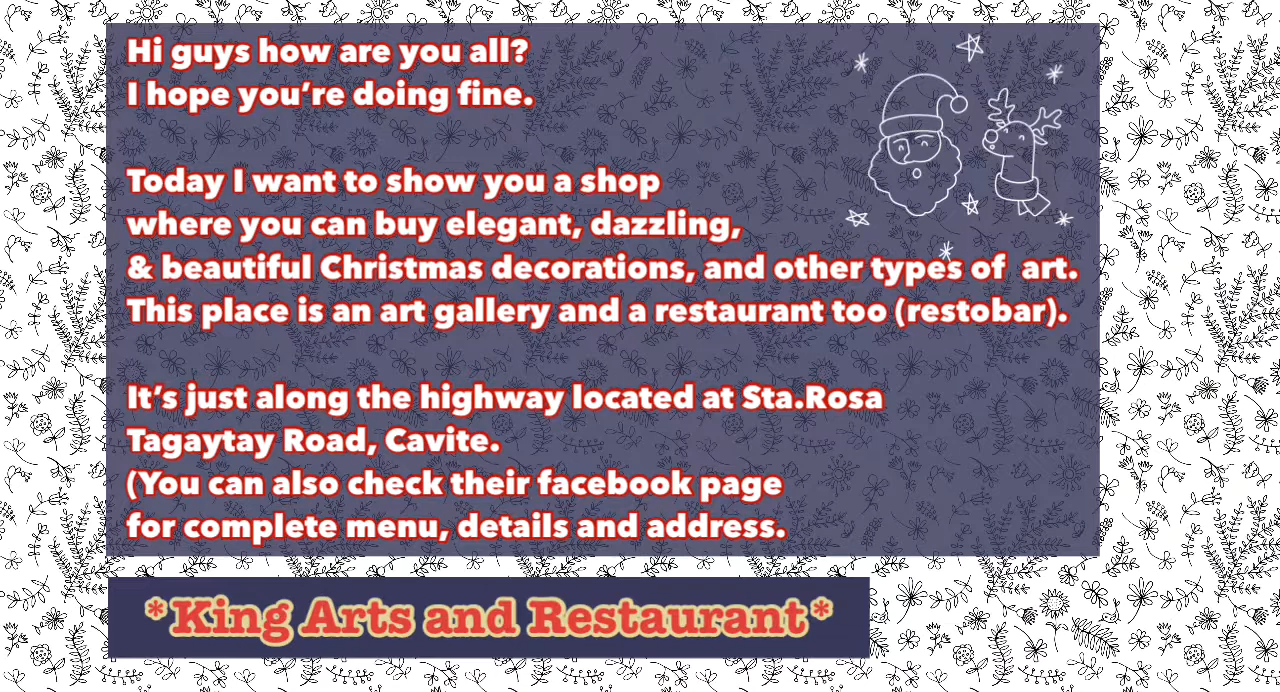 Hi guys how are you all?
I hope you’re doing fine.
Today I want to show you a shop
where you can buy elegant, dazzling,
& beautiful Christmas decorations, and other types of  art.
This place is an art gallery and a restaurant too (restobar).
It’s just along the highway located at Sta.Rosa
Tagaytay Road, Cavite.
(You can also check their facebook page
for complete menu, details and address.
*King Arts and Restaurant*